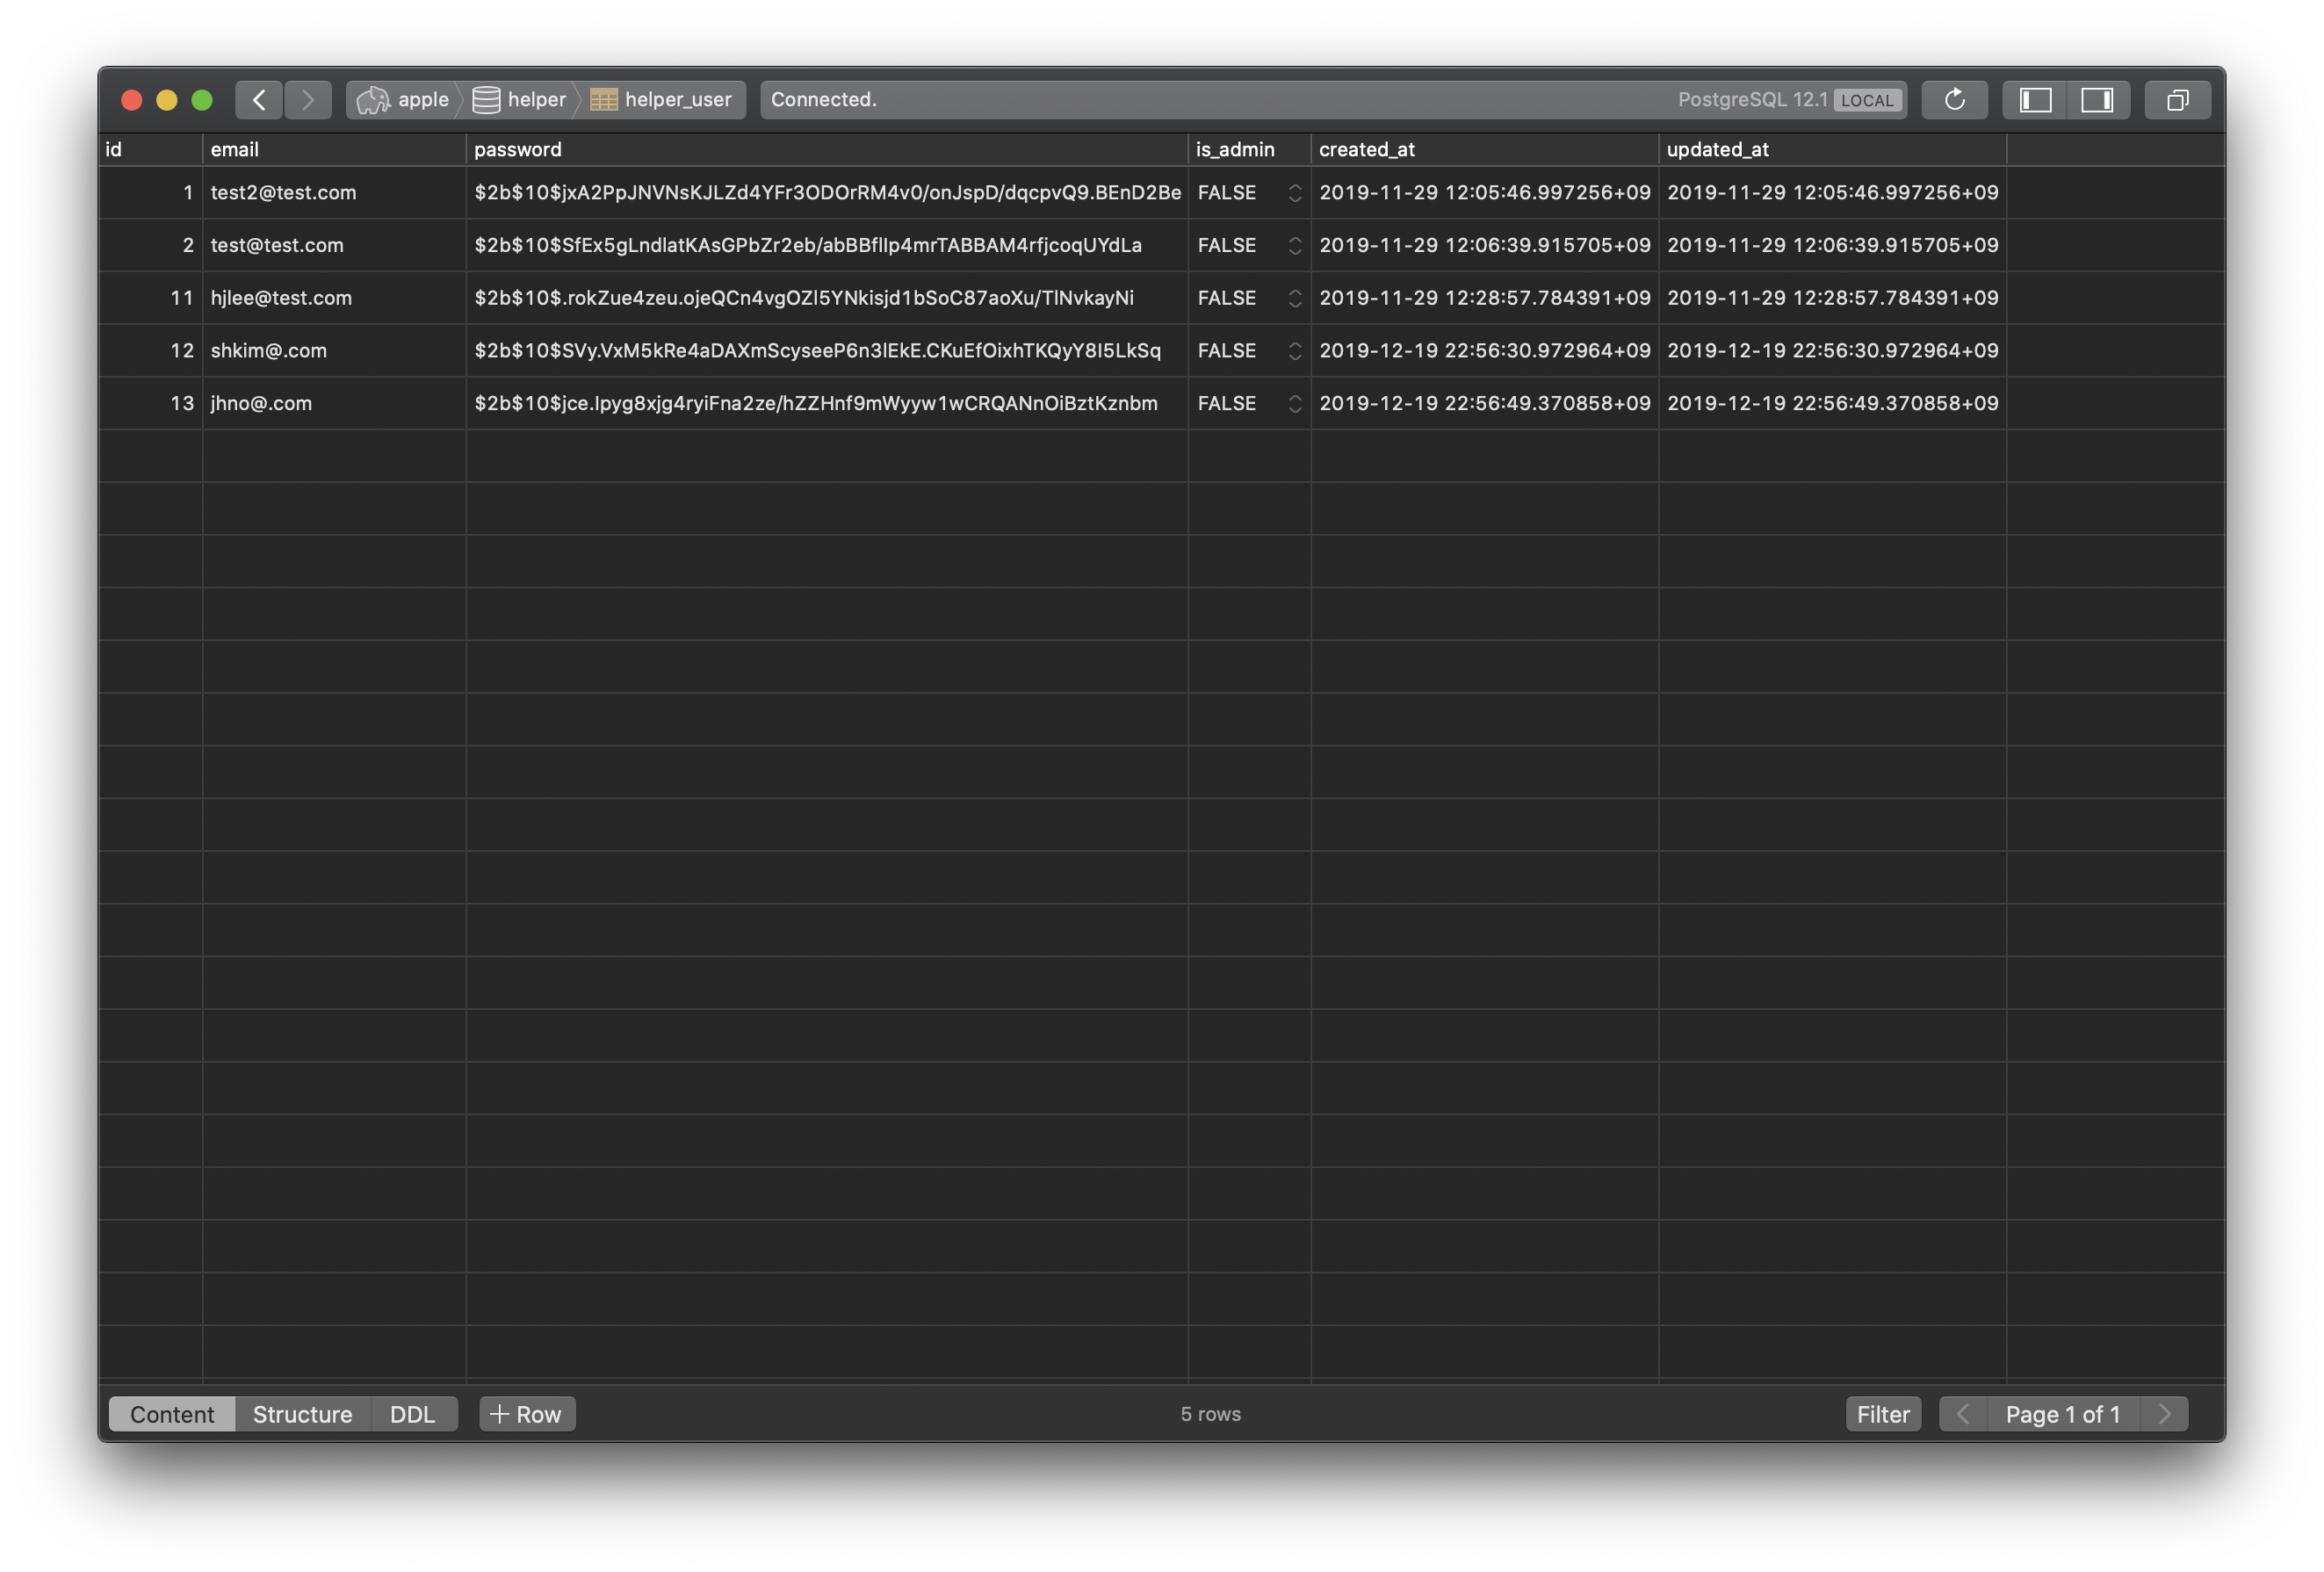 apple helper helper_user Connected. PostgreSQL 12.1 LOCAL
id email password is_admin created_at updated_at
1 test2@test.com $2b$10$jxA2PpJNVNsKJLZd4YFr3ODOrRM4v0/onJspD/dqcpvQ9.BEnD2Be FALSE 2019-11-29 12:05:46.997256+09 2019-11-29 12:05:46.997256+09
2 test@test.com $2b$10$SfEx5gLndlatKAsGPbZr2eb/abBBflIp4mrTABBAM4rfjcoqUYdLa FALSE 2019-11-29 12:06:39.915705+09 2019-11-29 12:06:39.915705+09
11 hjlee@test.com $2b$10$.rokZue4zeu.ojeQCn4vgOZl5YNkisjd1bSoC87aoXu/TlNvkayNi FALSE 2019-11-29 12:28:57.784391+09 2019-11-29 12:28:57.784391+09
12 shkim@.com $2b$10$SVy.VxM5kRe4aDAXmScyseeP6n3lEkE.CKuEfOixhTKQyY8I5LkSq FALSE 2019-12-19 22:56:30.972964+09 2019-12-19 22:56:30.972964+09
13 jhno@.com $2b$10$jce.Ipyg8xjg4ryiFna2ze/hZZHnf9mWyyw1wCRQANnOiBztKznbm FALSE 2019-12-19 22:56:49.370858+09 2019-12-19 22:56:49.370858+09
Content Structure DDL + Row 5 rows Filter Page 1 of 1